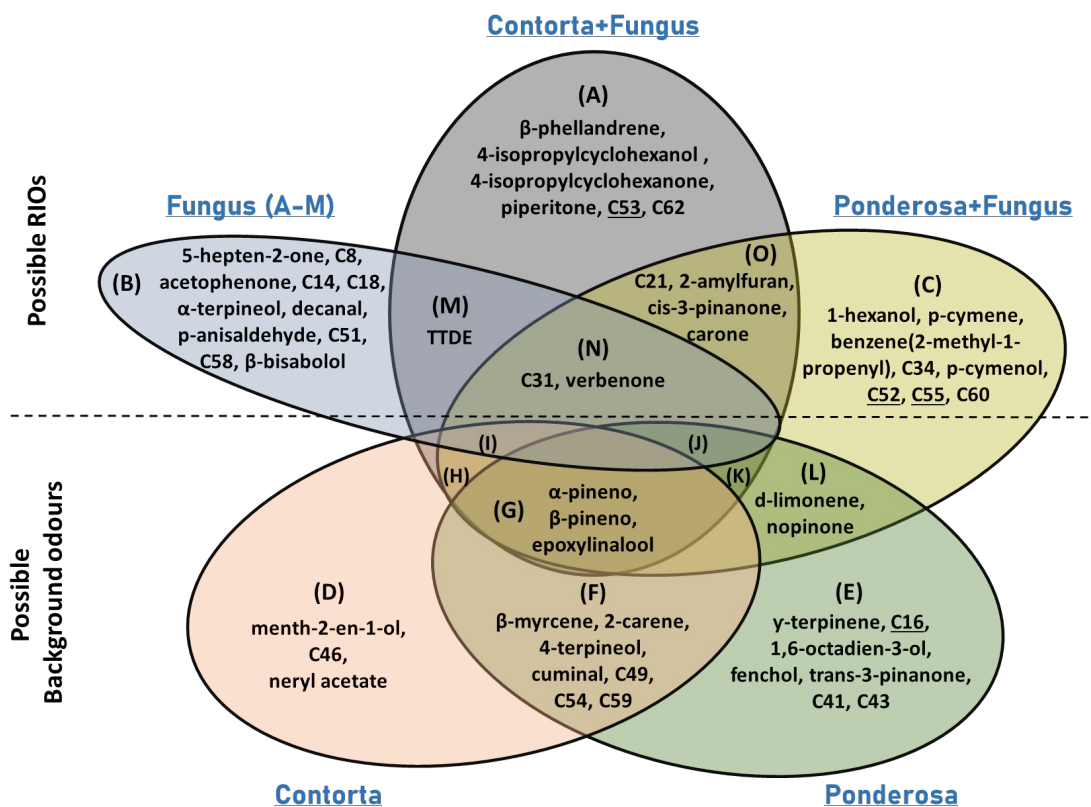 Contorta+Fungus
(A)
β-phellandrene,
4-isopropylcyclohexanol ,
4-isopropylcyclohexanone,
piperitone, C53, C62
Possible RIOs
Fungus (A-M)
(B)
5-hepten-2-one, C8,
acetophenone, C14, C18,
α-terpineol, decanal,
p-anisaldehyde, C51,
C58, β-bisabolol
(M)
TTDE
(N)
C31, verbenone
(O)
C21, 2-amylfuran,
cis-3-pinanone,
carone
Ponderosa+Fungus
(C)
1-hexanol, p-cymene,
benzene(2-methyl-1-
propenyl), C34, p-cymenol,
C52, C55, C60
Possible
Background odours
(I)
(J)
(H)
(K)
(G)
α-pineno,
β-pineno,
epoxylinalool
(L)
d-limonene,
nopinone
(D)
menth-2-en-1-ol,
C46,
neryl acetate
(F)
β-myrcene, 2-carene,
4-terpineol,
cuminal, C49,
C54, C59
(E)
γ-terpinene, C16,
1,6-octadien-3-ol,
fenchol, trans-3-pinanone,
C41, C43
Contorta
Ponderosa